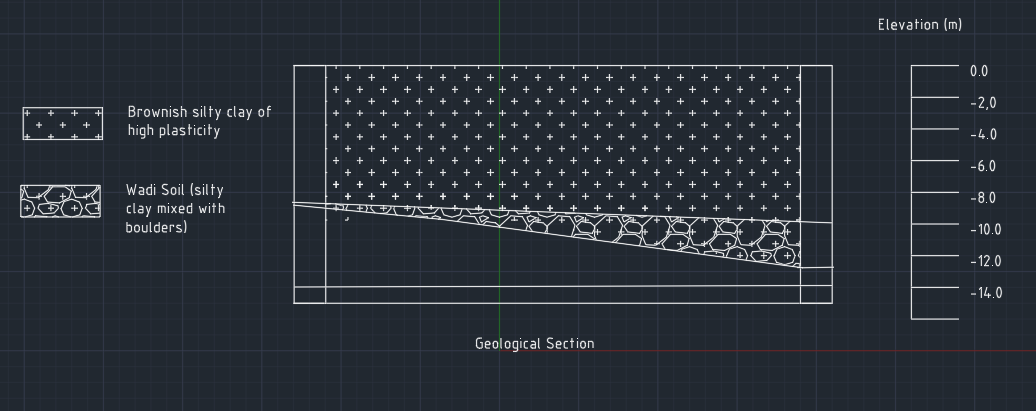 Elevation (m)
0.0
-2,0
-4.0
-6.0
-8.0
-10.0
-12.0
-14.0
Brownish silty clay of
high plasticity
Wadi Soil (silty
clay mixed with
boulders)
Geological Section